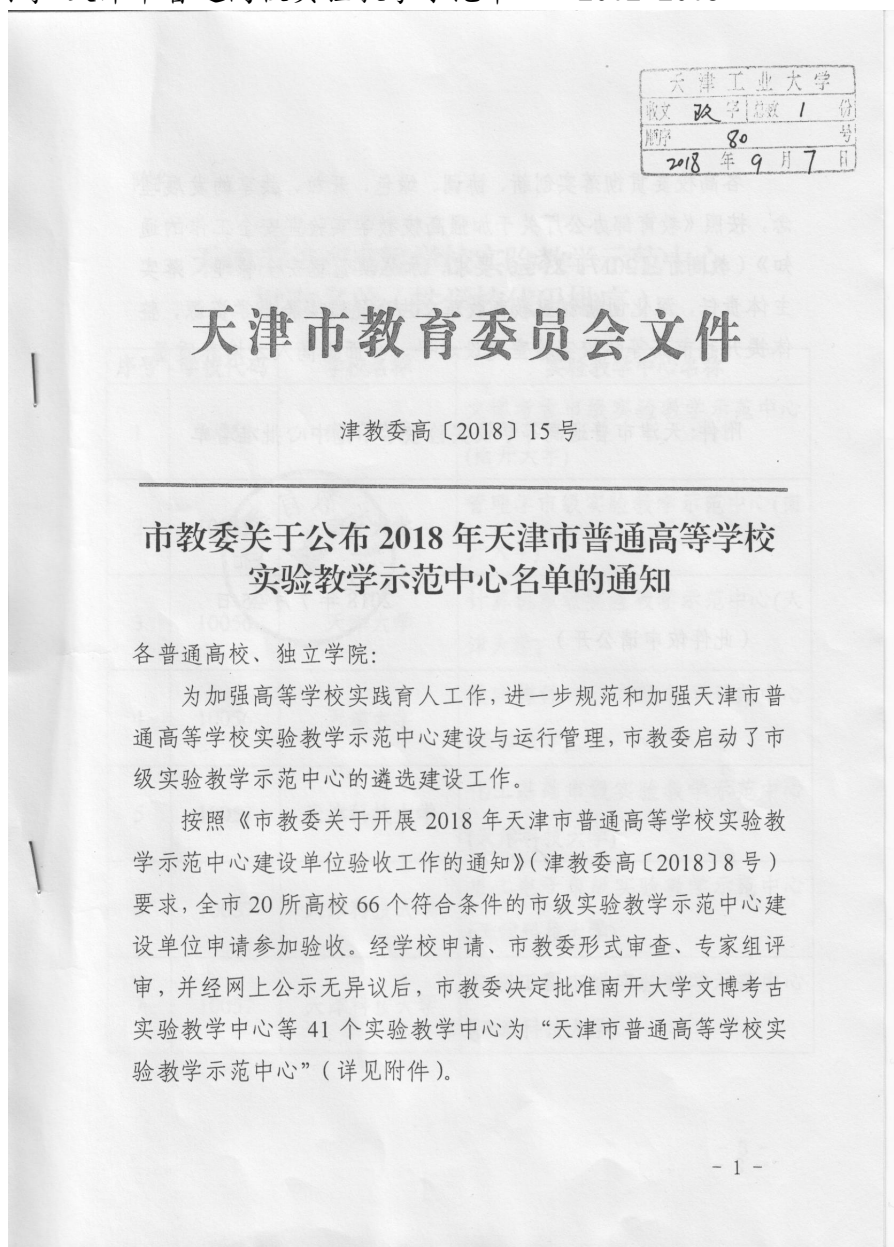 天津工业大学
收文 政 字 总数 1 份
顺序 80 号
2018 年 9 月 7 日
天津市教育委员会文件
津教委高〔2018〕15号
市教委关于公布2018年天津市普通高等学校
实验教学示范中心名单的通知
各普通高校、独立学院:
为加强高等学校实践育人工作,进一步规范和加强天津市普
通高等学校实验教学示范中心建设与运行管理,市教委启动了市
级实验教学示范中心的遴选建设工作。
按照《市教委关于开展2018年天津市普通高等学校实验教
学示范中心建设单位验收工作的通知》(津教委高〔2018〕8号)
要求,全市20所高校66个符合条件的市级实验教学示范中心建
设单位申请参加验收。经学校申请、市教委形式审查、专家组评
审,并经网上公示无异议后,市教委决定批准南开大学文博考古
实验教学中心等41个实验教学中心为“天津市普通高等学校实
验教学示范中心”(详见附件)。
- 1 -